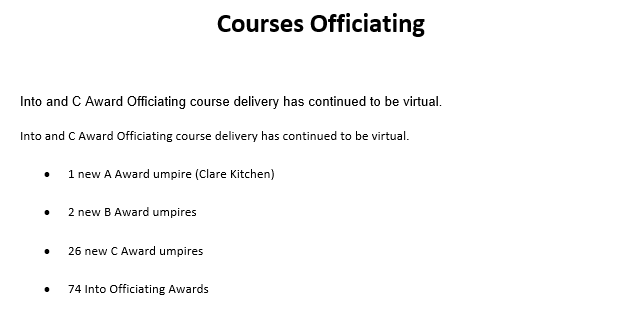 Courses Officiating
Into and C Award Officiating course delivery has continued to be virtual.
Into and C Award Officiating course delivery has continued to be virtual.
• 1 new A Award umpire (Clare Kitchen)
• 2 new B Award umpires
• 26 new C Award umpires
• 74 Into Officiating Awards